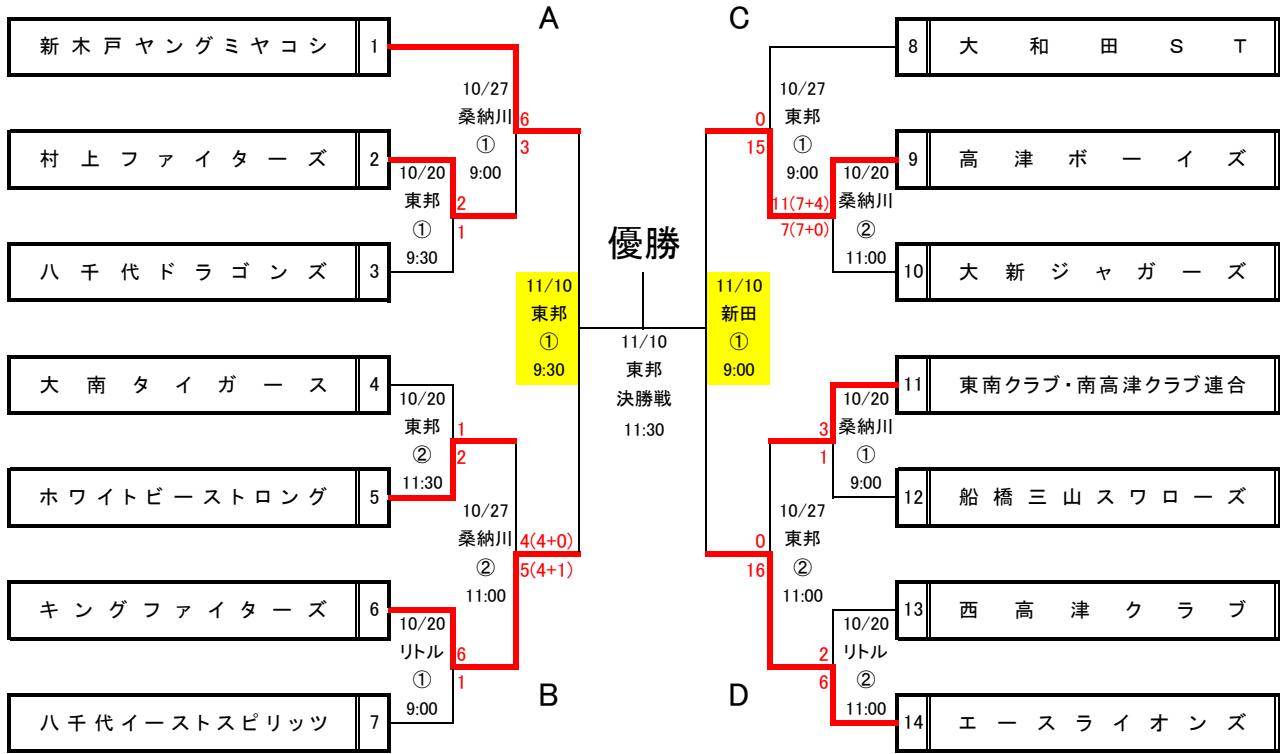 A
C
新木戸ヤングミヤコシ 1
10/27
桑納川
①
9:00
6
3
村上ファイターズ 2
10/20
東邦
①
9:30
2
1
八千代ドラゴンズ 3
大南タイガース 4
10/20
東邦
②
11:30
1
2
ホワイトビーストロング 5
10/27
桑納川
②
11:00
4(4+0)
5(4+1)
キングファイターズ 6
10/20
リトル
①
9:00
6
1
八千代イーストスピリッツ 7
B
11/10
東邦
①
9:30
優勝
11/10
東邦
決勝戦
11:30
11/10
新田
①
9:00
8 大和田ST
10/27
東邦
①
9:00
0
15
9 高津ボーイズ
10/20
桑納川
②
11:00
11(7+4)
7(7+0)
10 大新ジャガーズ
11 東南クラブ・南高津クラブ連合
10/20
桑納川
①
9:00
3
1
12 船橋三山スワローズ
10/27
東邦
②
11:00
0
16
13 西高津クラブ
10/20
リトル
②
11:00
2
6
14 エースライオンズ
D